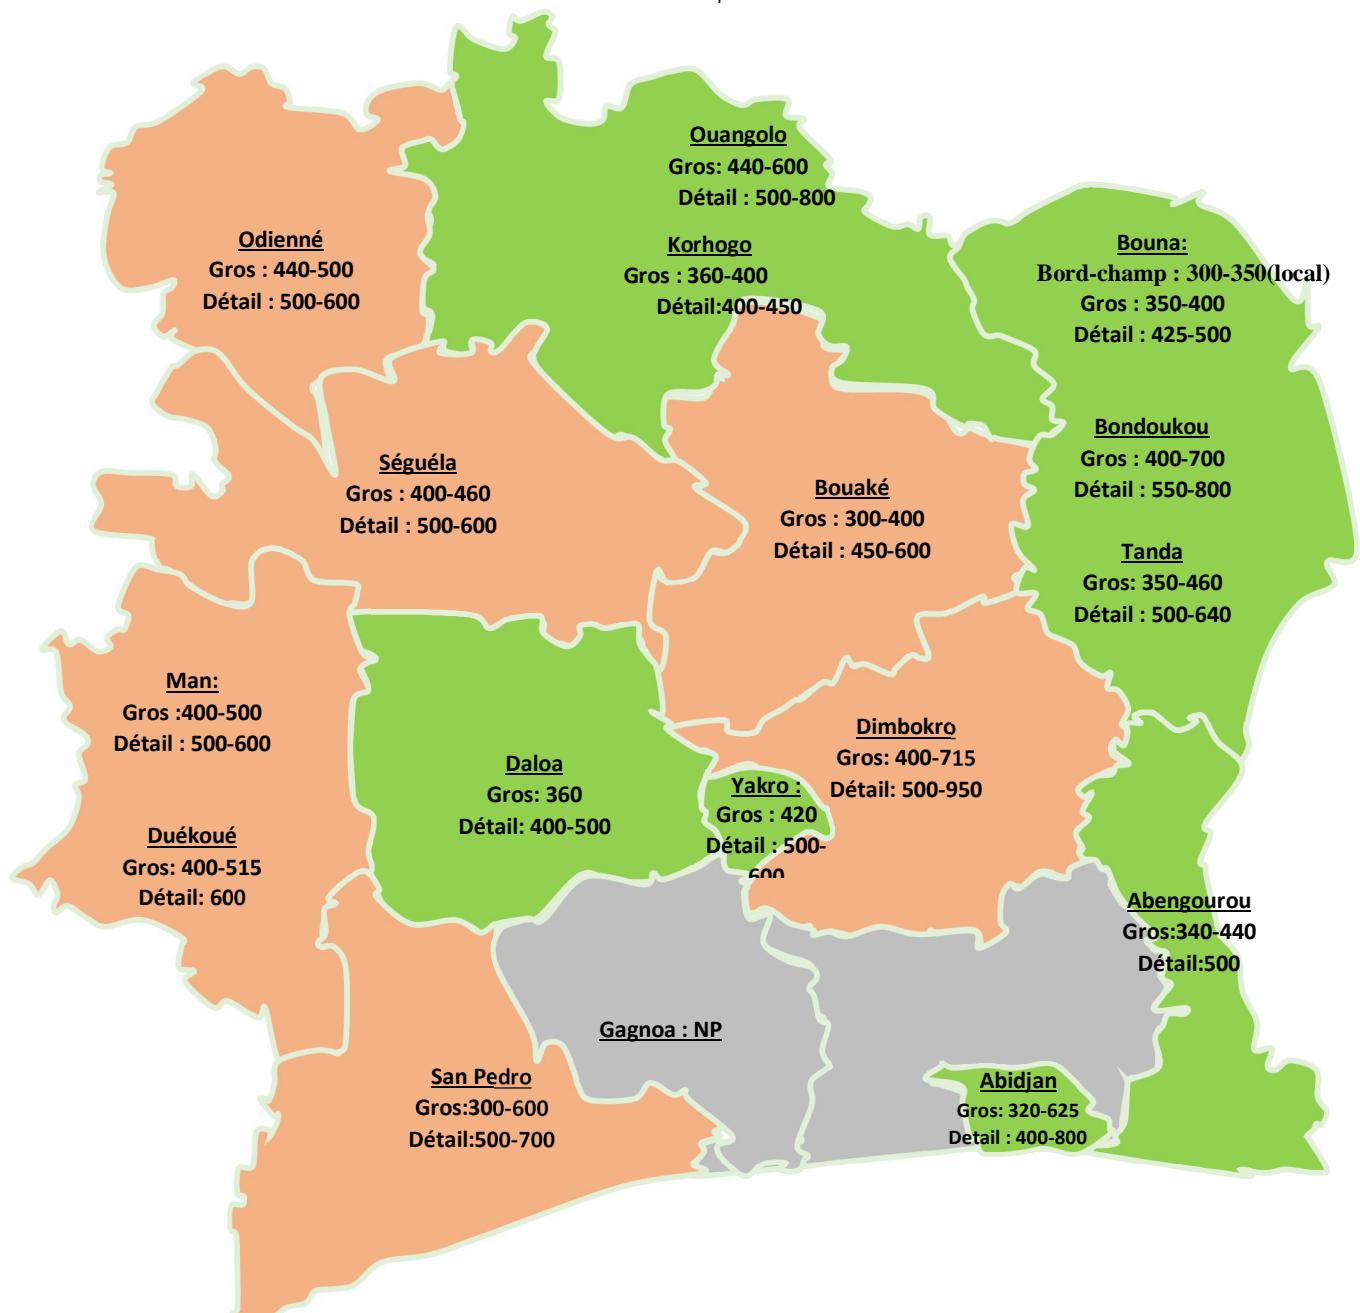 Ouangolo
Gros: 440-600
Détail : 500-800
Odienné
Gros : 440-500
Détail : 500-600
Korhogo
Gros : 360-400
Détail:400-450
Bouna:
Bord-champ : 300-350(local)
Gros : 350-400
Détail : 425-500
Bondoukou
Gros : 400-700
Détail : 550-800
Séguéla
Gros : 400-460
Détail : 500-600
Bouaké
Gros : 300-400
Détail : 450-600
Tanda
Gros: 350-460
Détail : 500-640
Man:
Gros :400-500
Détail : 500-600
Dimbokro
Gros: 400-715
Détail: 500-950
Daloa
Gros: 360
Détail: 400-500
Yakro :
Gros : 420
Détail : 500-
600
Duékoué
Gros: 400-515
Détail: 600
Abengourou
Gros:340-440
Détail:500
Gagnoa : NP
San Pedro
Gros:300-600
Détail:500-700
Abidjan
Gros: 320-625
Detail : 400-800